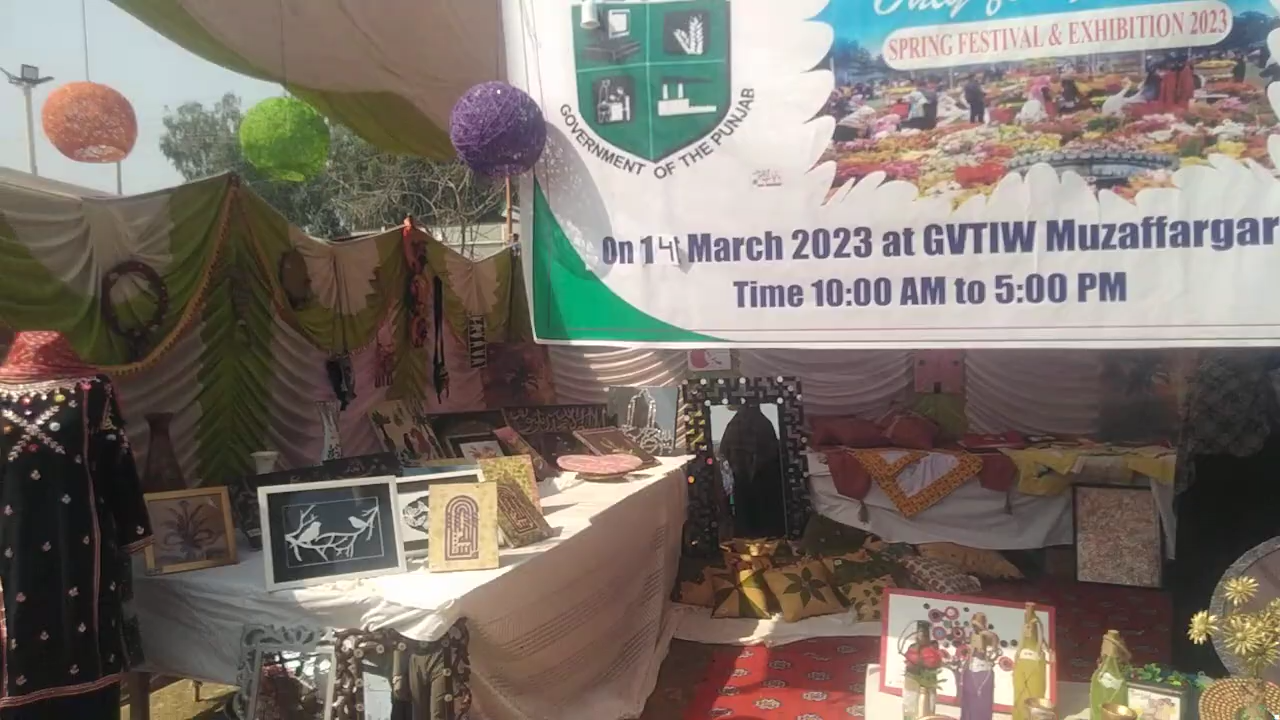 SPRING FESTIVAL & EXHIBITION 2023
GOVERNMENT OF THE PUNJAB
On 14 March 2023 at GVTIW Muzaffargar
Time 10:00 AM to 5:00 PM